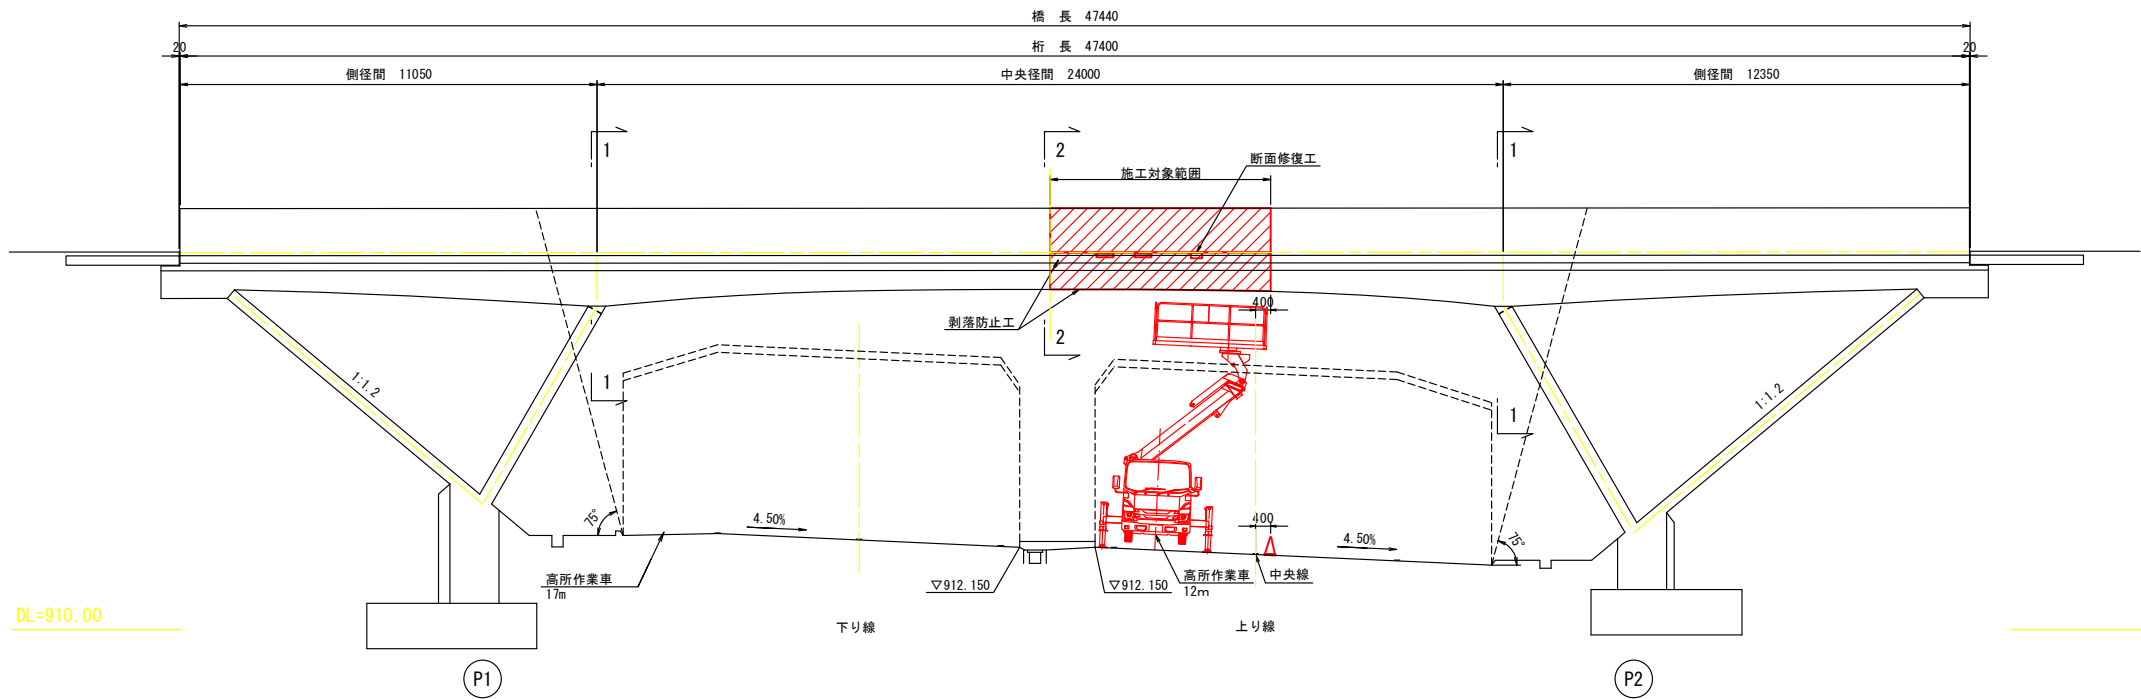 橋 長 47440
20
桁 長 47400
20
側径間 11050
中央径間 24000
側径間 12350
1
2
1
断面修復工
施工対象範囲
400
剥落防止工
2
1:1.2
1
1:1.2
1
75°
4.50%
400
4.50%
75°
高所作業車
17m
▽912.150
▽912.150
高所作業車
12m
中央線
DL=910.00
下り線
上り線
P1
P2